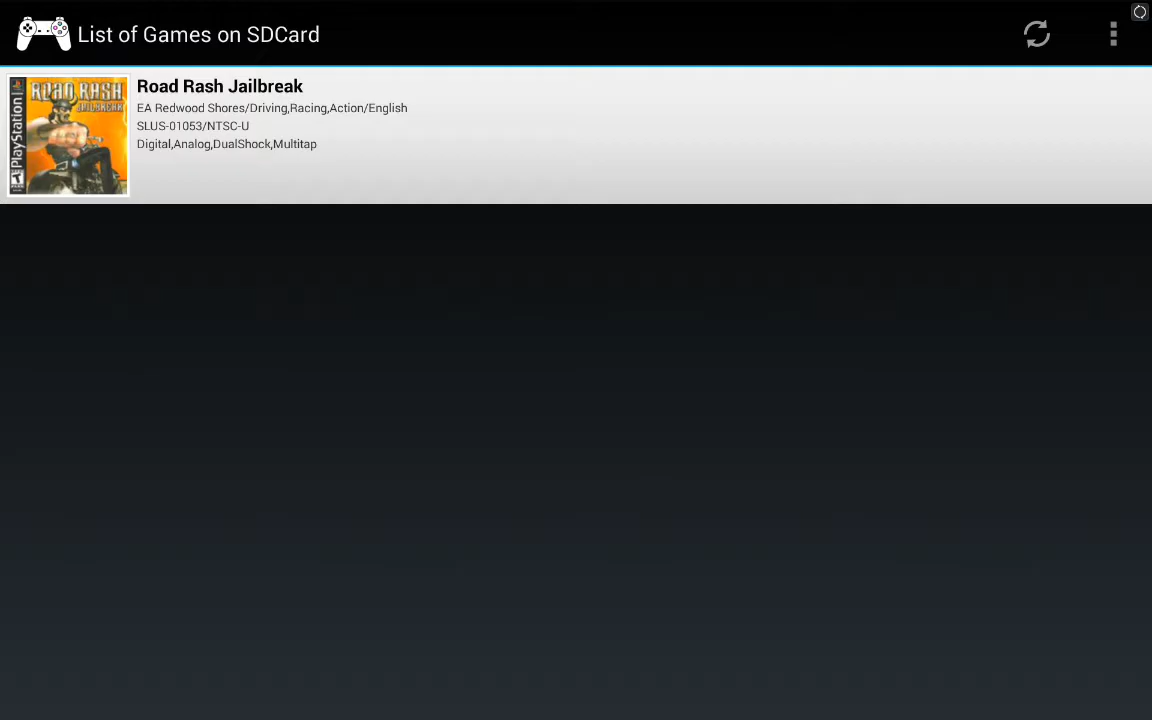 List of Games on SDCard
Road Rash Jailbreak
EA Redwood Shores/Driving,Racing,Action/English
SLUS-01053/NTSC-U
Digital,Analog,DualShock,Multitap
PlayStation
ROAD RASH
JAILBREAK